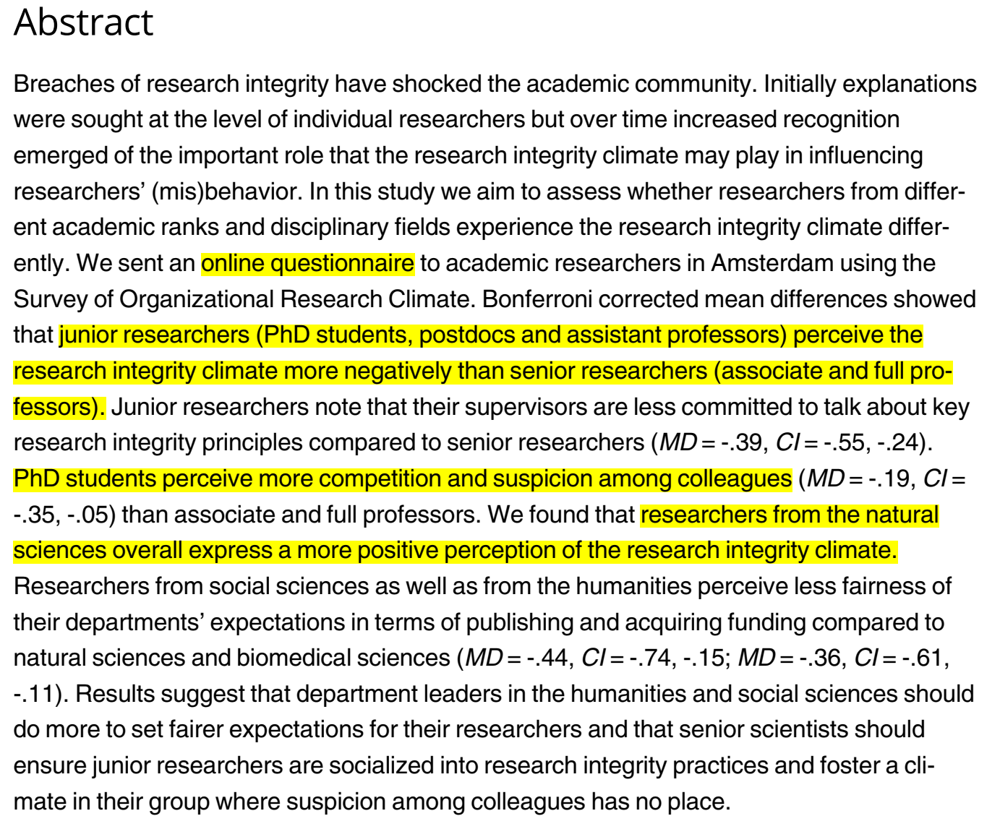 Abstract
Breaches of research integrity have shocked the academic community. Initially explanations
were sought at the level of individual researchers but over time increased recognition
emerged of the important role that the research integrity climate may play in influencing
researchers’ (mis)behavior. In this study we aim to assess whether researchers from differ-
ent academic ranks and disciplinary fields experience the research integrity climate differ-
ently. We sent an online questionnaire to academic researchers in Amsterdam using the
Survey of Organizational Research Climate. Bonferroni corrected mean differences showed
that junior researchers (PhD students, postdocs and assistant professors) perceive the
research integrity climate more negatively than senior researchers (associate and full pro-
fessors). Junior researchers note that their supervisors are less committed to talk about key
research integrity principles compared to senior researchers (MD = -.39, CI = -.55, -.24).
PhD students perceive more competition and suspicion among colleagues (MD = -.19, CI =
-.35, -.05) than associate and full professors. We found that researchers from the natural
sciences overall express a more positive perception of the research integrity climate.
Researchers from social sciences as well as from the humanities perceive less fairness of
their departments’ expectations in terms of publishing and acquiring funding compared to
natural sciences and biomedical sciences (MD = -.44, CI = -.74, -.15; MD = -.36, CI = -.61,
-.11). Results suggest that department leaders in the humanities and social sciences should
do more to set fairer expectations for their researchers and that senior scientists should
ensure junior researchers are socialized into research integrity practices and foster a cli-
mate in their group where suspicion among colleagues has no place.